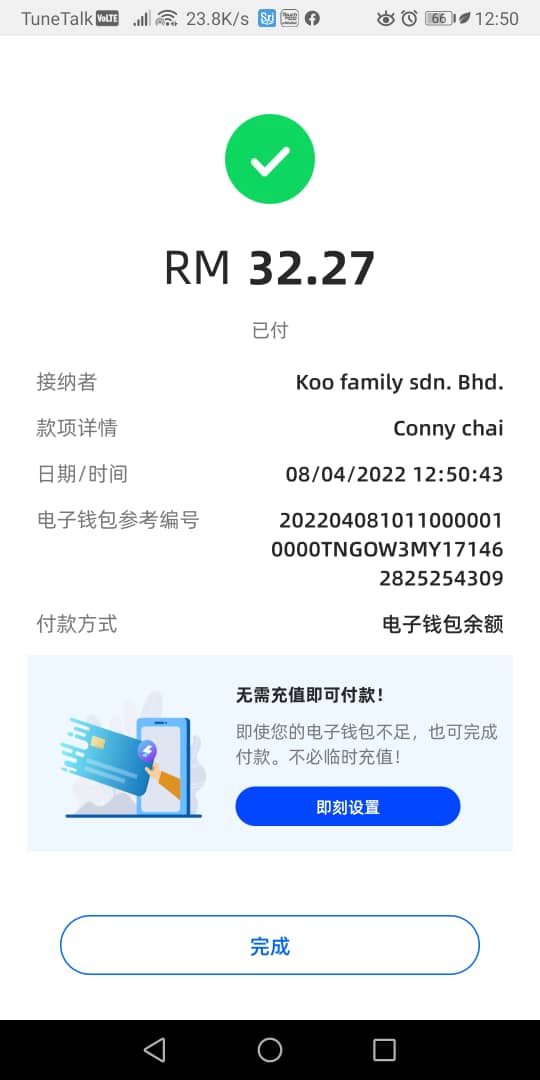 TuneTalk VoLTE 23.8K/s 66 12:50
RM 32.27
已付
接纳者 Koo family sdn. Bhd.
款项详情 Conny chai
日期/时间 08/04/2022 12:50:43
电子钱包参考编号 202204081011000001
0000TNGOW3MY17146
2825254309
付款方式 电子钱包余额
无需充值即可付款！
即使您的电子钱包不足，也可完成
付款。不必临时充值！
即刻设置
完成